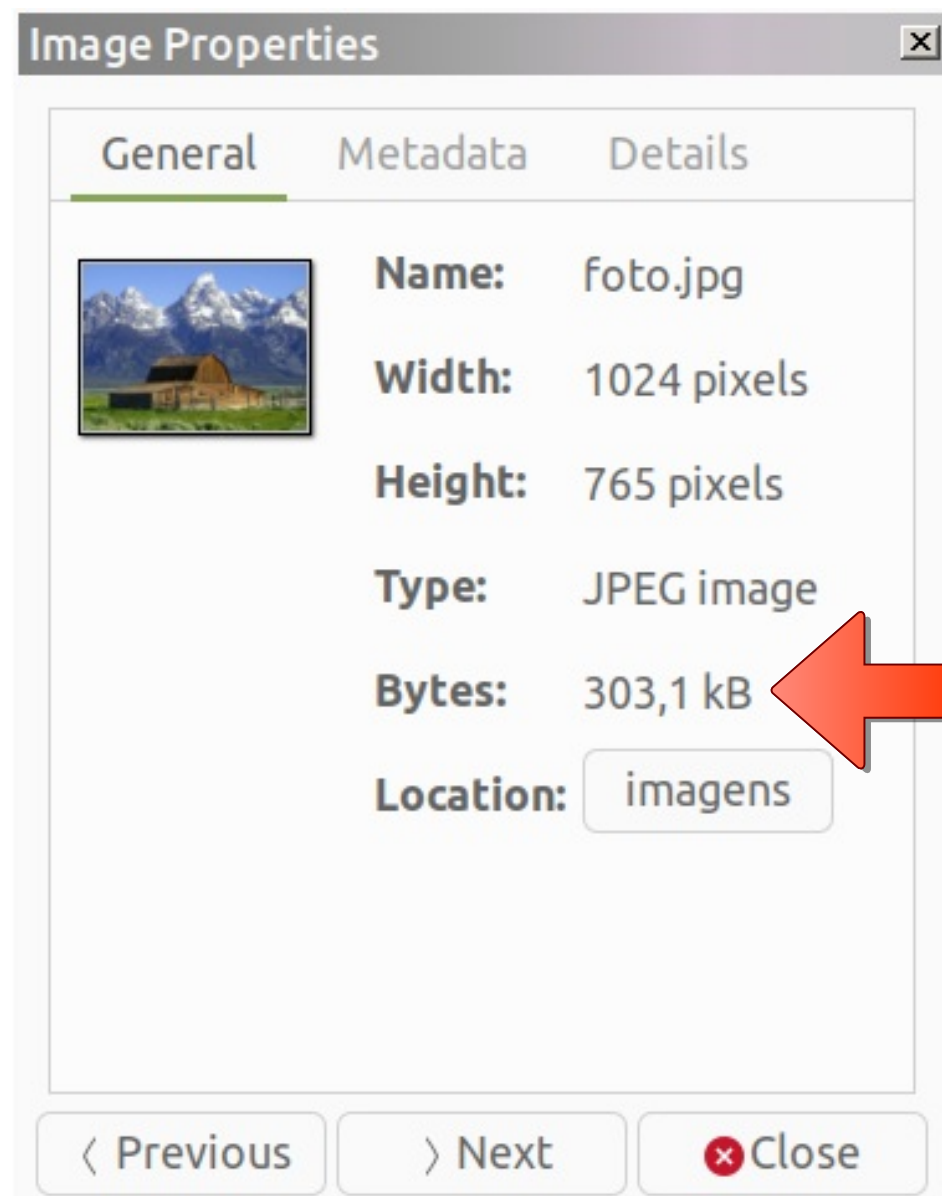 Image Properties
General Metadata Details
Name: foto.jpg
Width: 1024 pixels
Height: 765 pixels
Type: JPEG image
Bytes: 303,1 kB
Location: imagens
Previous Next Close